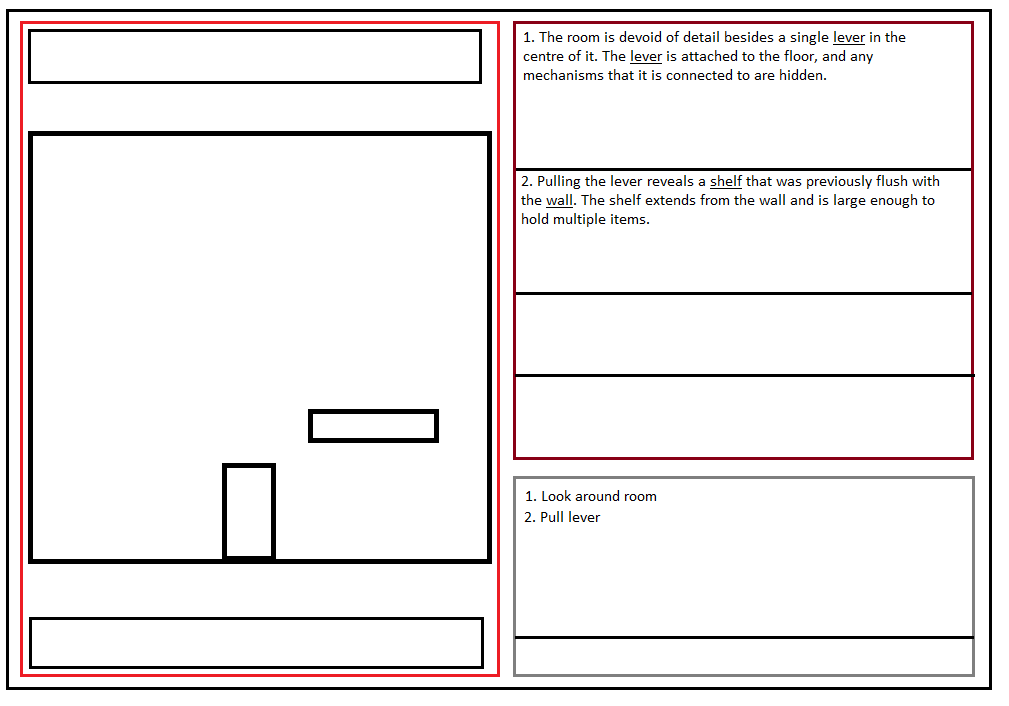 1. The room is devoid of detail besides a single lever in the
centre of it. The lever is attached to the floor, and any
mechanisms that it is connected to are hidden.
2. Pulling the lever reveals a shelf that was previously flush with
the wall. The shelf extends from the wall and is large enough to
hold multiple items.
1. Look around room
2. Pull lever